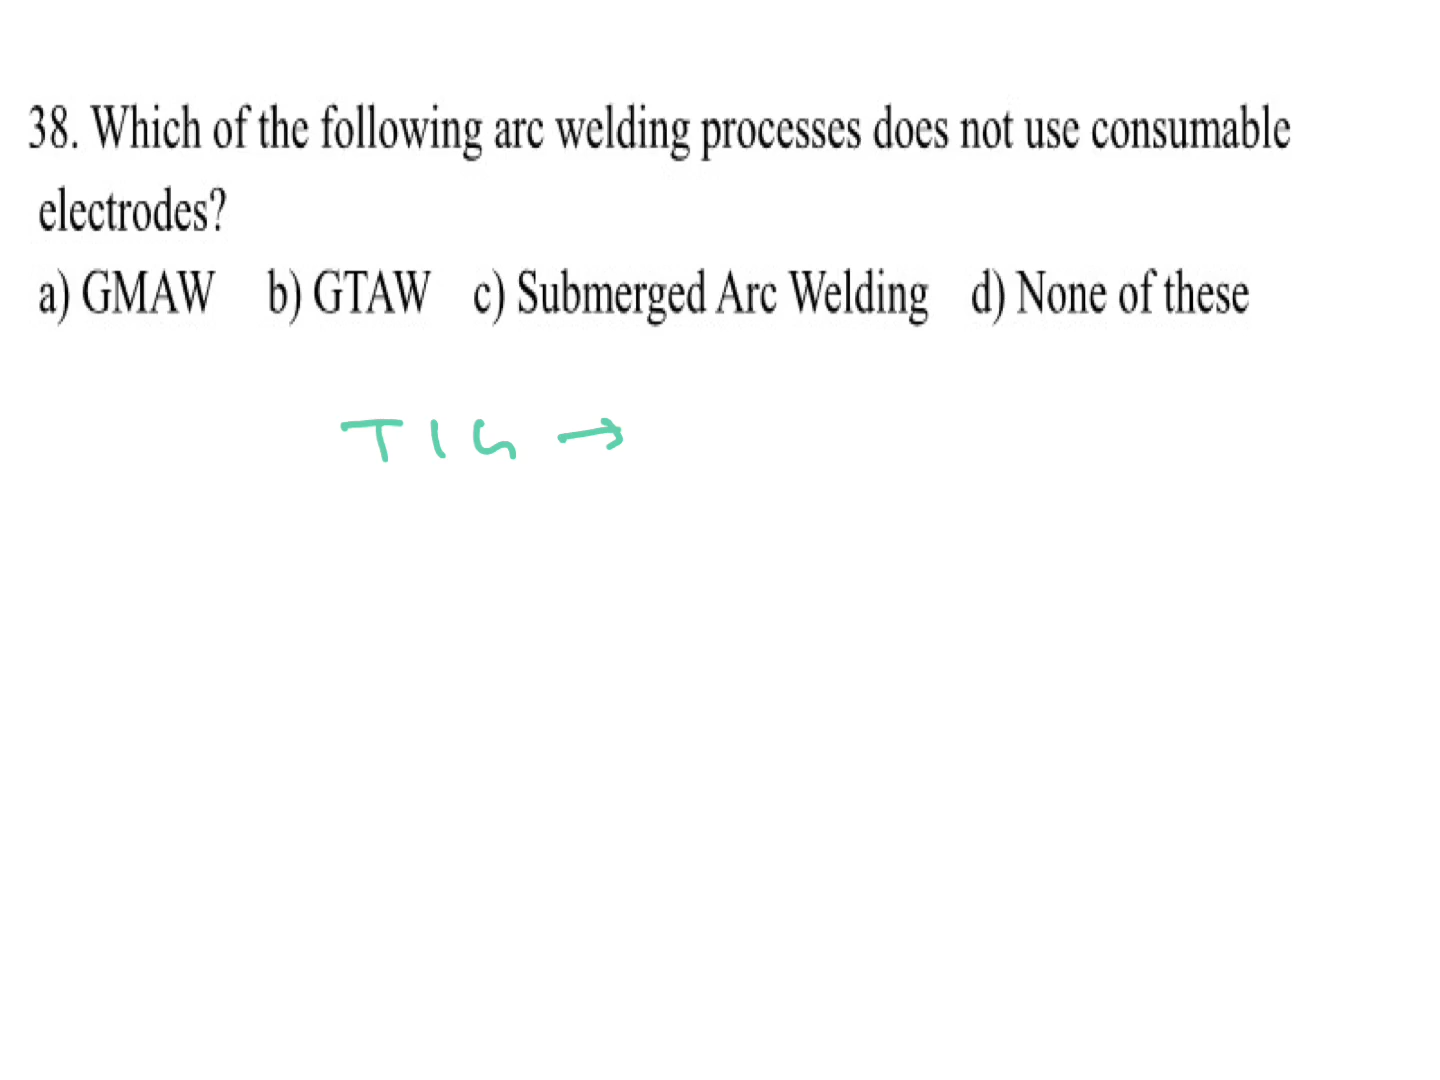 38. Which of the following arc welding processes does not use consumable
electrodes?
a) GMAW b) GTAW c) Submerged Arc Welding d) None of these
TIG →